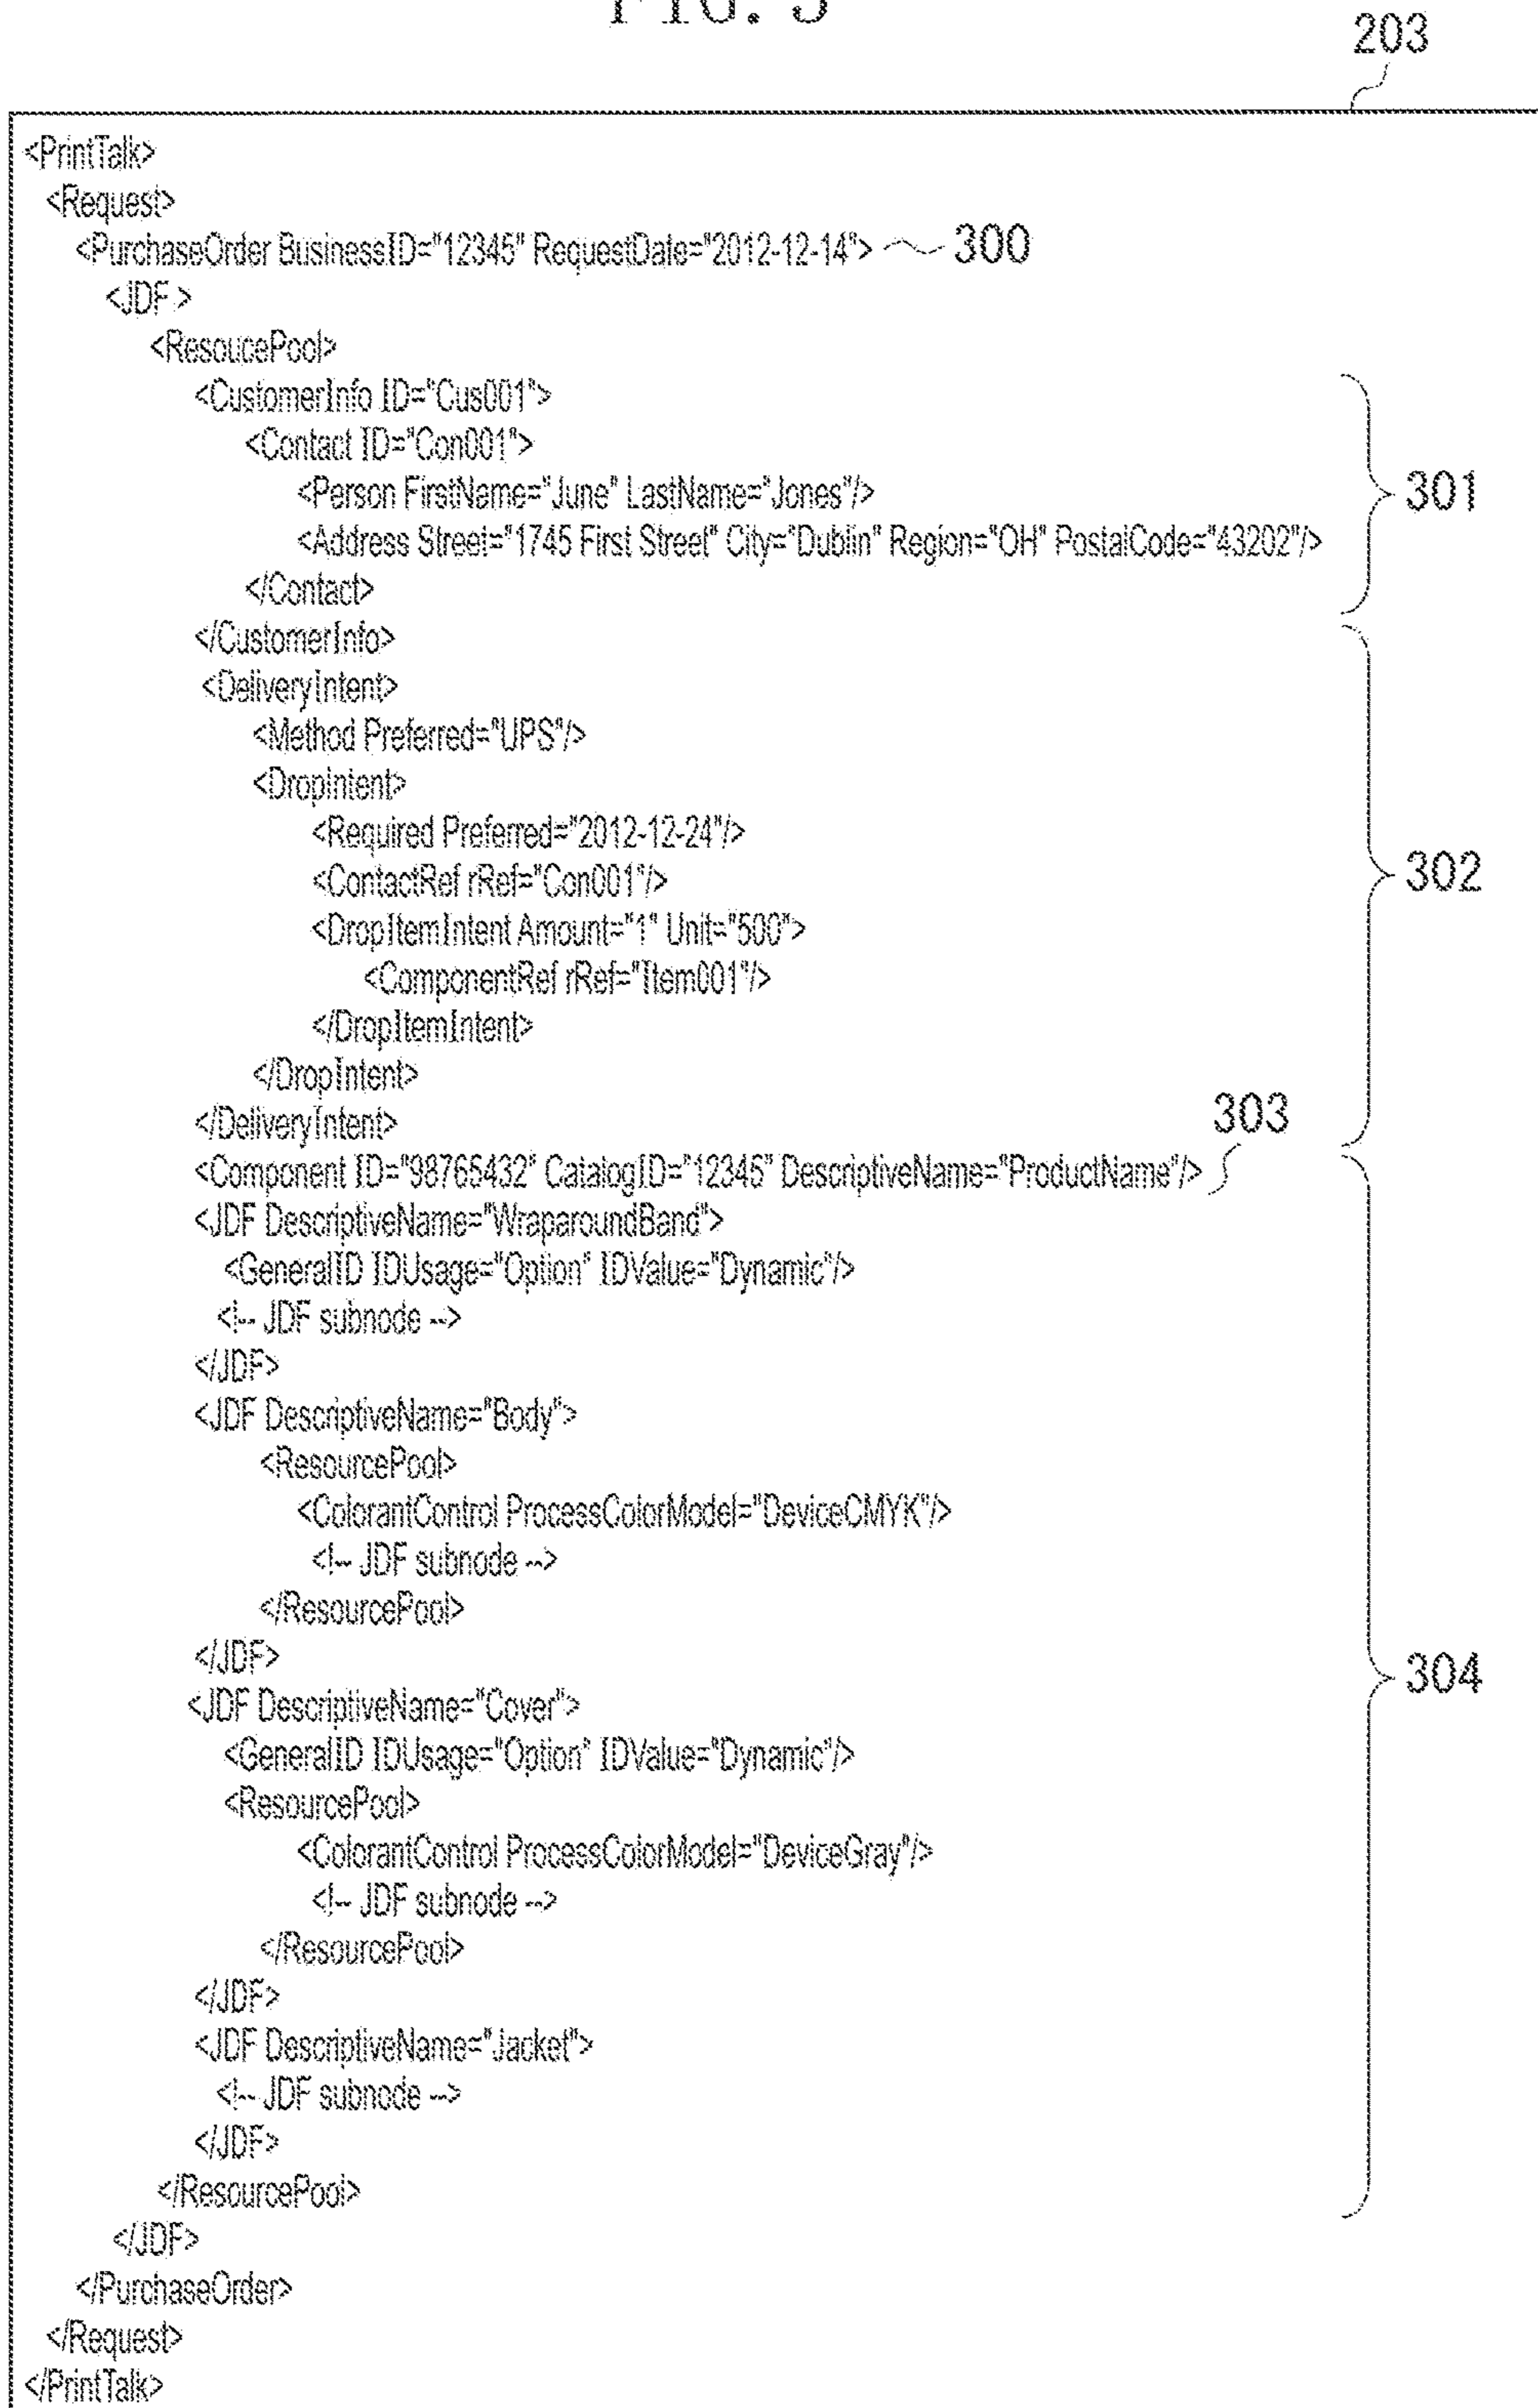 FIG. 3
203
<PrintTalk>
<Request>
<PurchaseOrder BusinessID="12345" RequestDate="2012-12-14"> 300
<JDF >
<ResoucePool>
<CustomerInfo ID="Cus001">
<Contact ID="Con001">
<Person FirstName="June" LastName="Jones"/>
301
<Address Street="1745 First Street" City="Dublin" Region="OH" PostalCode="43202"/>
</Contact>
</CustomerInfo>
<DeliveryIntent>
<Method Preferred="UPS"/>
<DropIntent>
<Required Preferred="2012-12-24"/>
<ContactRef rRef="Con001"/>
302
<DropItemIntent Amount="1" Unit="500">
<ComponentRef rRef="Item001"/>
</DropItemIntent>
</DropIntent>
</DeliveryIntent>
303
<Component ID="98765432" CatalogID="12345" DescriptiveName="ProductName"/>
<JDF DescriptiveName="WraparoundBand">
<GeneralID IDUsage="Option" IDValue="Dynamic"/>
<!-- JDF subnode -->
</JDF>
<JDF DescriptiveName="Body">
<ResourcePool>
<ColorantControl ProcessColorModel="DeviceCMYK"/>
<!-- JDF subnode -->
</ResourcePool>
</JDF>
304
<JDF DescriptiveName="Cover">
<GeneralID IDUsage="Option" IDValue="Dynamic"/>
<ResourcePool>
<ColorantControl ProcessColorModel="DeviceGray"/>
<!-- JDF subnode -->
</ResourcePool>
</JDF>
<JDF DescriptiveName="Jacket">
<!-- JDF subnode -->
</JDF>
</ResourcePool>
</JDF>
</PurchaseOrder>
</Request>
</PrintTalk>